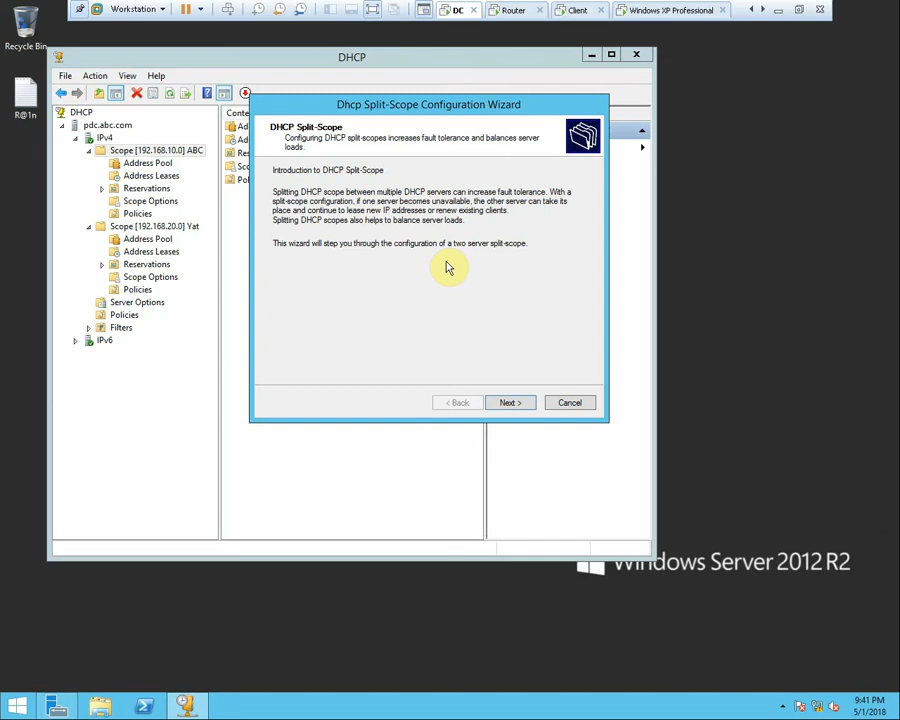 Workstation
DC
Router
Client
Windows XP Professional
Recycle Bin
R@1n
DHCP
File Action View Help
DHCP
pdc.abc.com
IPv4
Scope [192.168.10.0] ABC
Address Pool
Address Leases
Reservations
Scope Options
Policies
Scope [192.168.20.0] Yat
Address Pool
Address Leases
Reservations
Scope Options
Policies
Server Options
Policies
Filters
IPv6
Conte
Ad
Ad
Re
Sco
Pol
Dhcp Split-Scope Configuration Wizard
DHCP Split-Scope
Configuring DHCP split-scopes increases fault tolerance and balances server
loads.
Introduction to DHCP Split-Scope
Splitting DHCP scope between multiple DHCP servers can increase fault tolerance. With a
split-scope configuration, if one server becomes unavailable, the other server can take its
place and continue to lease new IP addresses or renew existing clients.
Splitting DHCP scopes also helps to balance server loads.
This wizard will step you through the configuration of a two server split-scope.
< Back
Next >
Cancel
Windows Server 2012 R2
9:41 PM
5/1/2018